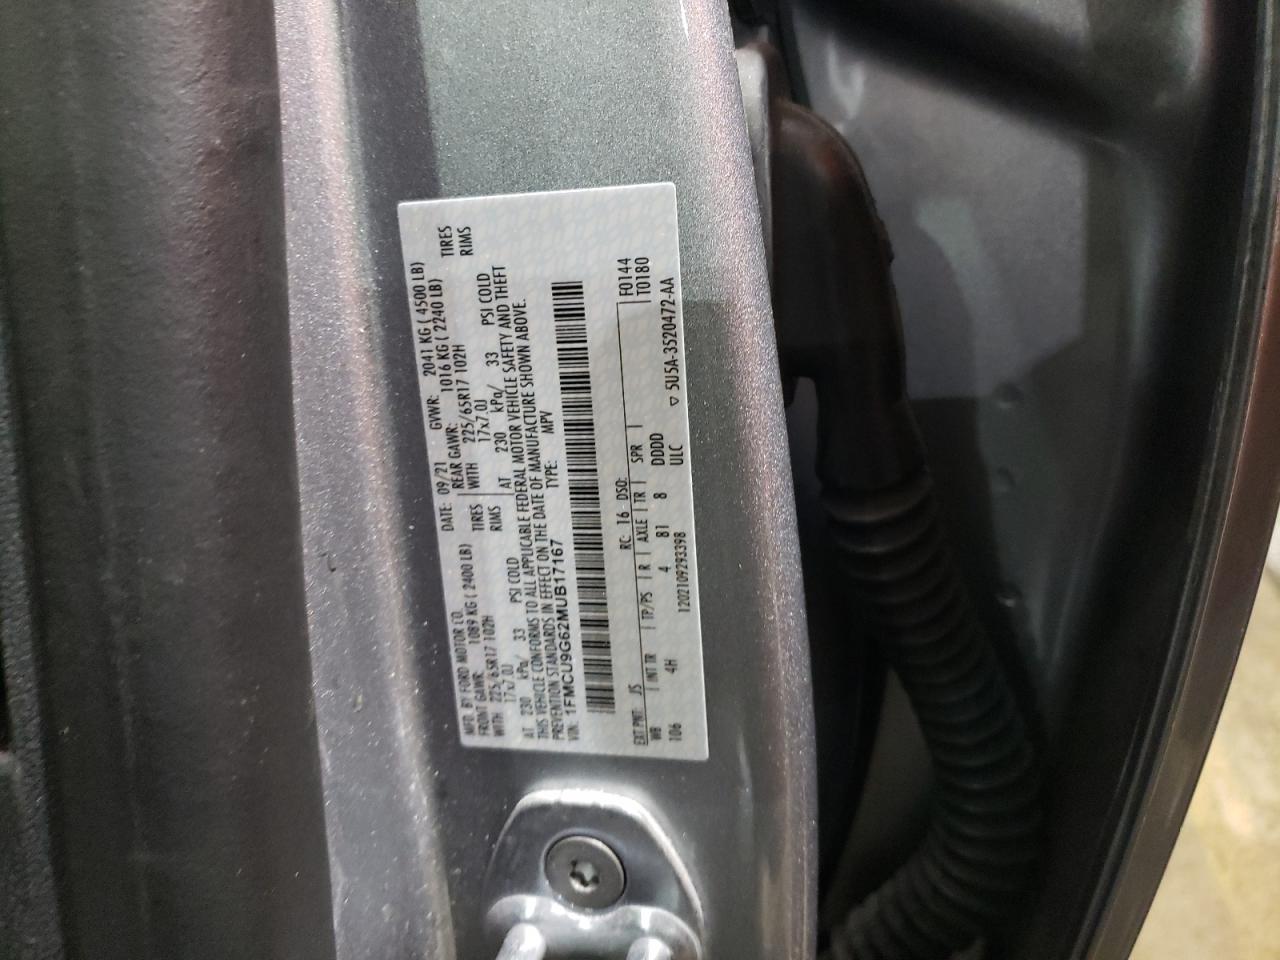 MFD. BY FORD MOTOR CO. DATE: 09/21 GVWR: 2041 KG ( 4500 LB)
FRONT GAWR: 1089 KG ( 2400 LB) REAR GAWR: 1016 KG ( 2240 LB)
WITH 225/65R17 102H TIRES WITH 225/65R17 102H TIRES
17x7.0J RIMS 17x7.0J RIMS
AT 230 kPa/ 33 PSI COLD AT 230 kPa/ 33 PSI COLD
THIS VEHICLE CONFORMS TO ALL APPLICABLE FEDERAL MOTOR VEHICLE SAFETY AND THEFT
PREVENTION STANDARDS IN EFFECT ON THE DATE OF MANUFACTURE SHOWN ABOVE.
VIN: 1FMCU9G62MUB17167 TYPE: MPV
F0144
EXT PNT: JS RC: 16 DSO: T0180
WB INT TR TP/PS R AXLE TR SPR
106 4H 4 B1 8 DDDD
1202109293398 ULC ▽ 5U5A-3520472-AA